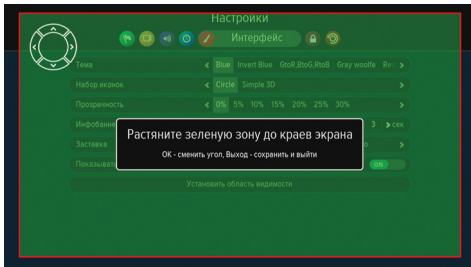 Настройки
Интерфейс
Тема Blue Invert Blue GtoR,BtoG,RtoB Gray woolfe
Набор иконок Circle Simple 3D
Прозрачность 0% 5% 10% 15% 20% 25% 30%
3 сек
Растяните зеленую зону до краев экрана
Заставка
OK - сменить угол, Выход - сохранить и выйти
ON
Установить область видимости